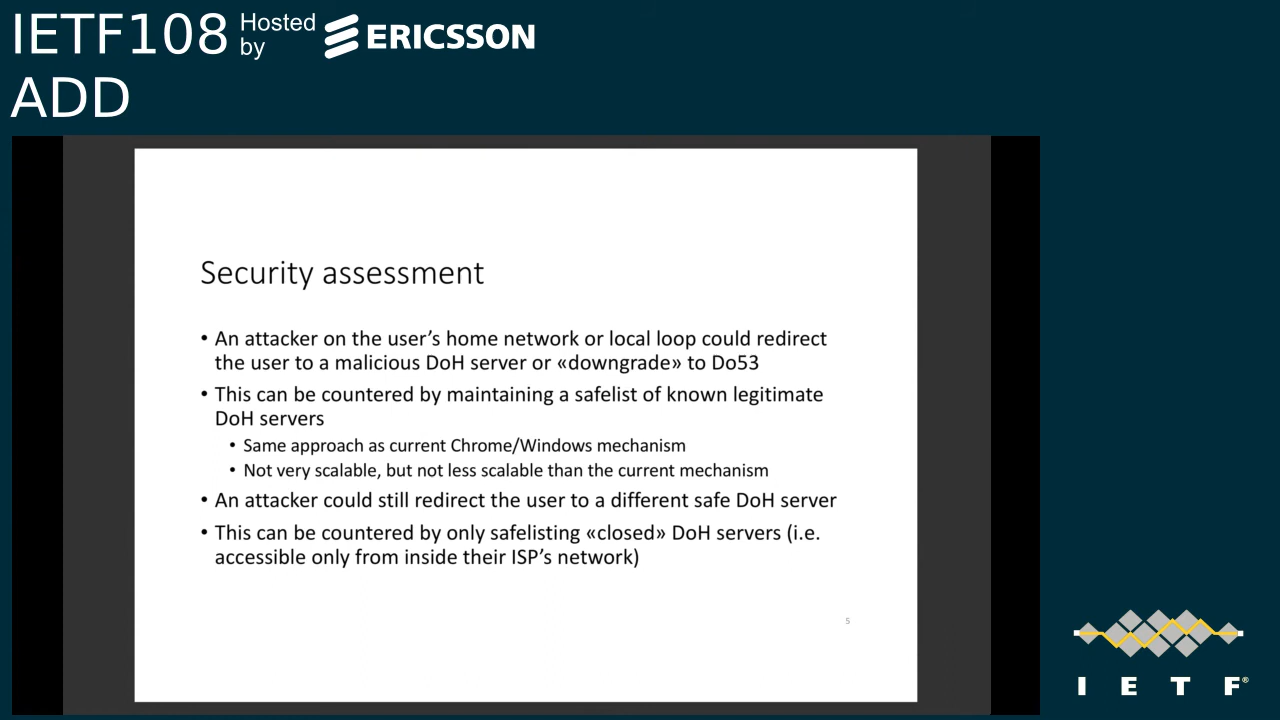 IETF108 Hosted by ERICSSON
ADD
Security assessment
• An attacker on the user’s home network or local loop could redirect
the user to a malicious DoH server or «downgrade» to Do53
• This can be countered by maintaining a safelist of known legitimate
DoH servers
• Same approach as current Chrome/Windows mechanism
• Not very scalable, but not less scalable than the current mechanism
• An attacker could still redirect the user to a different safe DoH server
• This can be countered by only safelisting «closed» DoH servers (i.e.
accessible only from inside their ISP’s network)
5
I E T F®